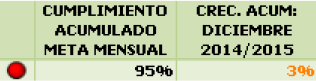 CUMPLIMIENTO ACUMULADO META MENSUAL
CREC. ACUM: DICIEMBRE 2014/2015
95%
3%